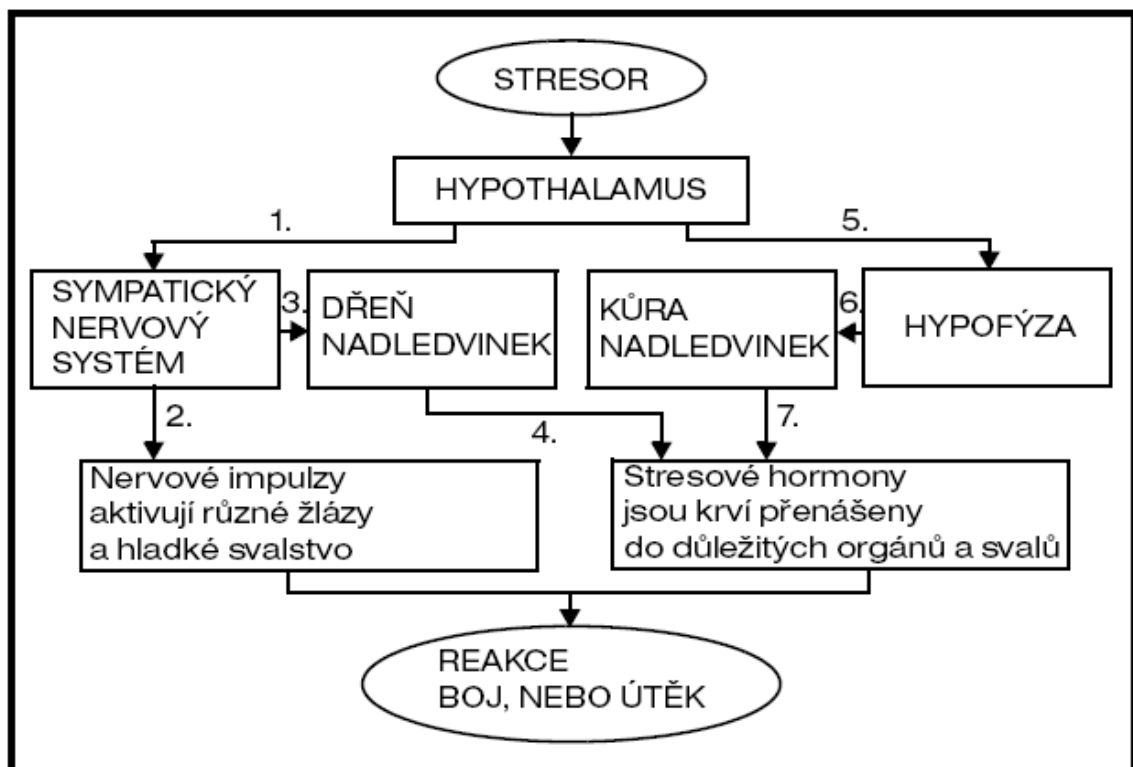 STRESOR
HYPOTHALAMUS
1.
5.
SYMPATICKÝ
NERVOVÝ
SYSTÉM
3.
DŘEŇ
NADLEDVINEK
KŮRA
NADLEDVINEK
6.
HYPOFÝZA
2.
4.
7.
Nervové impulzy
aktivují různé žlázy
a hladké svalstvo
Stresové hormony
jsou krví přenášeny
do důležitých orgánů a svalů
REAKCE
BOJ, NEBO ÚTĚK